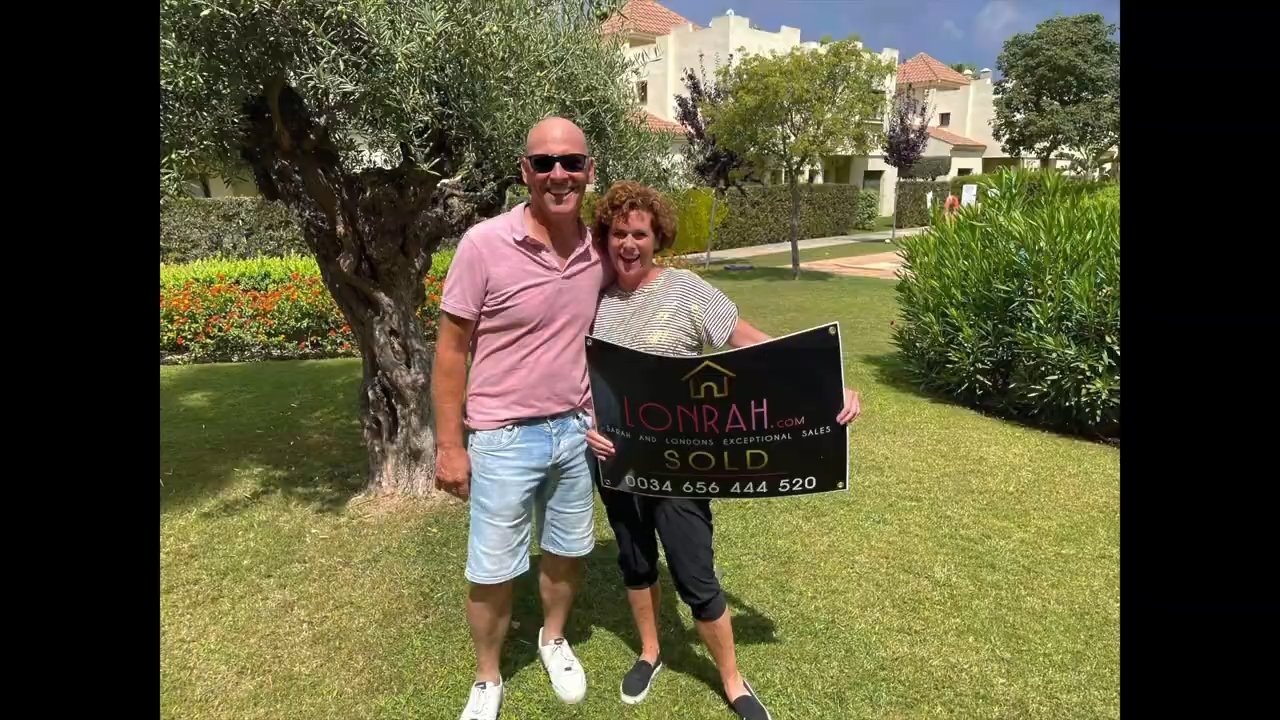 LONRAH.COM
SARAH AND LONDONS EXCEPTIONAL SALES
SOLD
0034 656 444 520